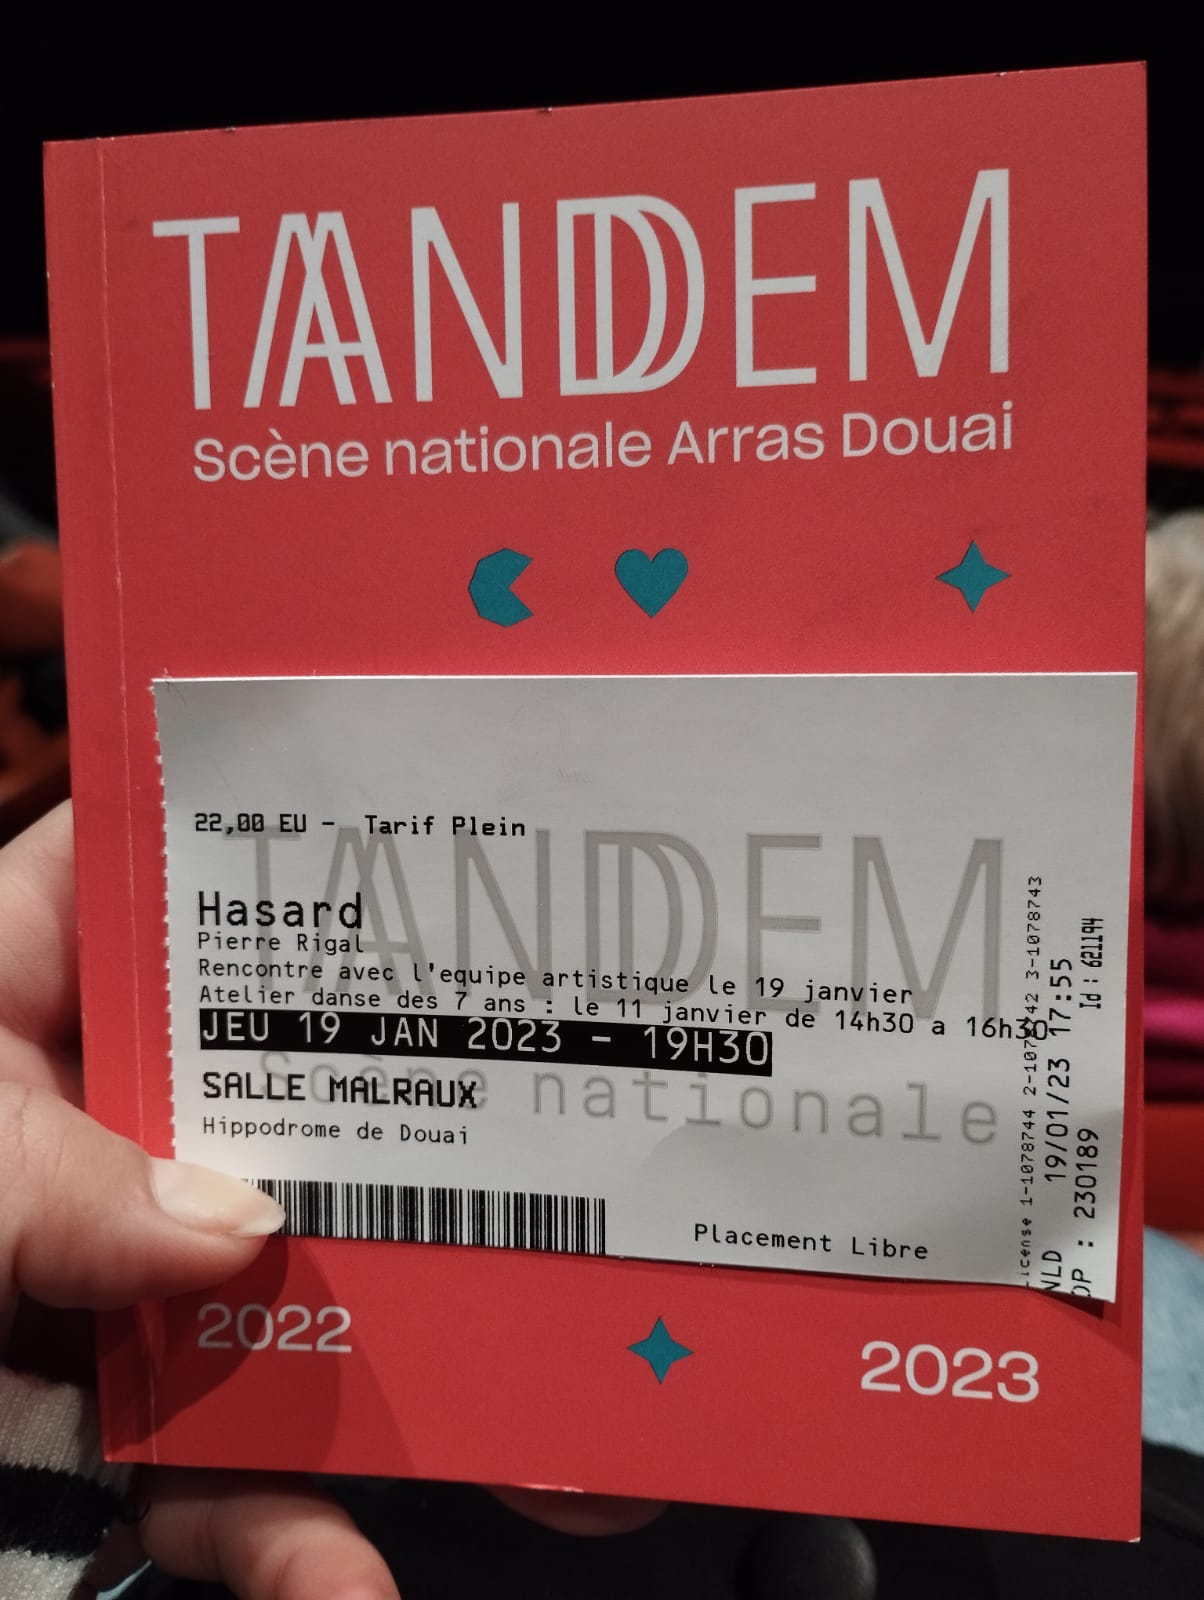 TANDEM
Scène nationale Arras Douai
22,00 EU - Tarif Plein
TANDEM
Hasard
Pierre Rigal
Rencontre avec l'equipe artistique le 19 janvier
Atelier danse des 7 ans : le 11 janvier de 14h30 a 16h30
JEU 19 JAN 2023 - 19H30
Scène nationale
SALLE MALRAUX
Hippodrome de Douai
Placement Libre
icense 1-1078744 2-1078742 3-1078743
NLD 19/01/23 17:55
OP : 230189 Id : 621194
2022
2023